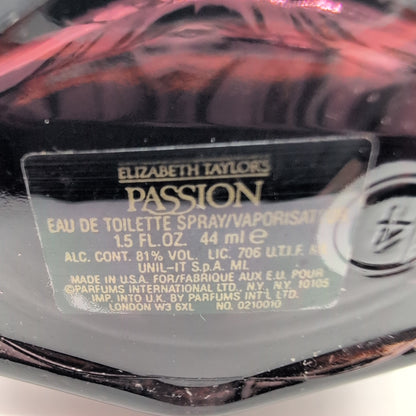 ELIZABETH TAYLOR'S
PASSION
EAU DE TOILETTE SPRAY/VAPORISATEUR
1.5 FL.OZ. 44 ml e
ALC. CONT. 81% VOL. LIC. 706 U.T.I.F.
UNIL-IT S.p.A. ML
MADE IN U.S.A. FOR/FABRIQUE AUX E.U. POUR
©PARFUMS INTERNATIONAL LTD. N.Y., N.Y. 10105
IMP. INTO U.K. BY PARFUMS INT'L LTD.
LONDON W3 6XL NO. 0210010